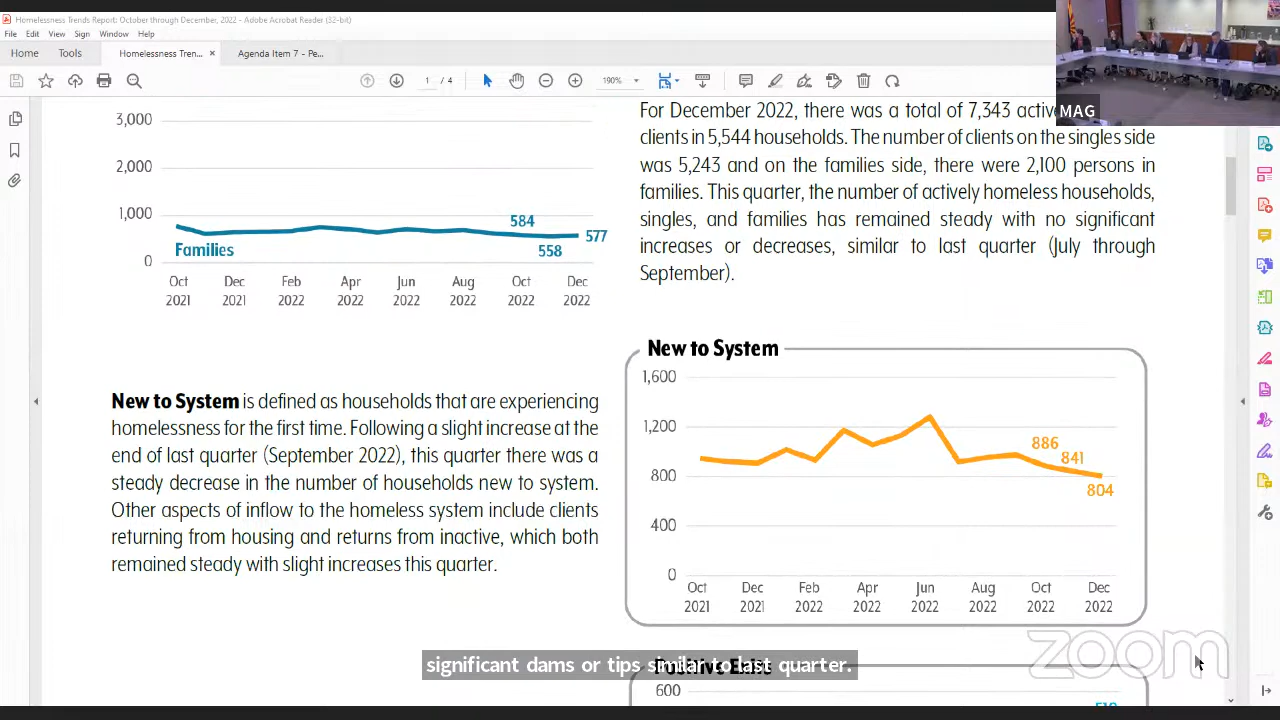 Homelessness Trends Report: October through December, 2022 - Adobe Acrobat Reader (32-bit)
File Edit View Sign Window Help
Home Tools Homelessness Tren... × Agenda Item 7 - Pe...
1 / 4 190%
MAG
3,000
2,000
1,000
0
584
558
577
Families
Oct 2021 Dec 2021 Feb 2022 Apr 2022 Jun 2022 Aug 2022 Oct 2022 Dec 2022
For December 2022, there was a total of 7,343
clients in 5,544 households. The number of clients on the singles side
was 5,243 and on the families side, there were 2,100 persons in
families. This quarter, the number of actively homeless households,
singles, and families has remained steady with no significant
increases or decreases, similar to last quarter (July through
September).
New to System is defined as households that are experiencing
homelessness for the first time. Following a slight increase at the
end of last quarter (September 2022), this quarter there was a
steady decrease in the number of households new to system.
Other aspects of inflow to the homeless system include clients
returning from housing and returns from inactive, which both
remained steady with slight increases this quarter.
New to System
1,600
1,200
800
400
0
886
841
804
Oct 2021 Dec 2021 Feb 2022 Apr 2022 Jun 2022 Aug 2022 Oct 2022 Dec 2022
significant dams or tips similar to last quarter.
600
zoom